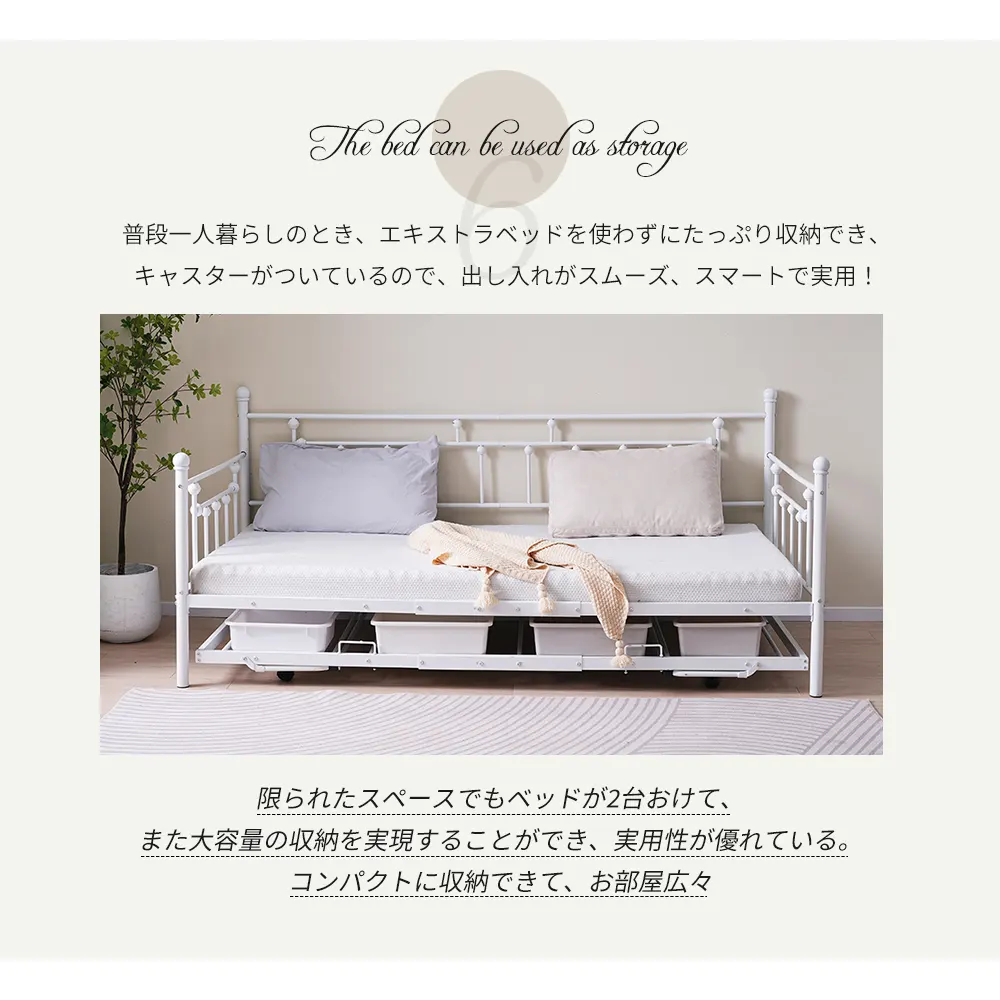 The bed can be used as storage
6
普段一人暮らしのとき、エキストラベッドを使わずにたっぷり収納でき、
キャスターがついているので、出し入れがスムーズ、スマートで実用！
限られたスペースでもベッドが2台おけて、
また大容量の収納を実現することができ、実用性が優れている。
コンパクトに収納できて、お部屋広々